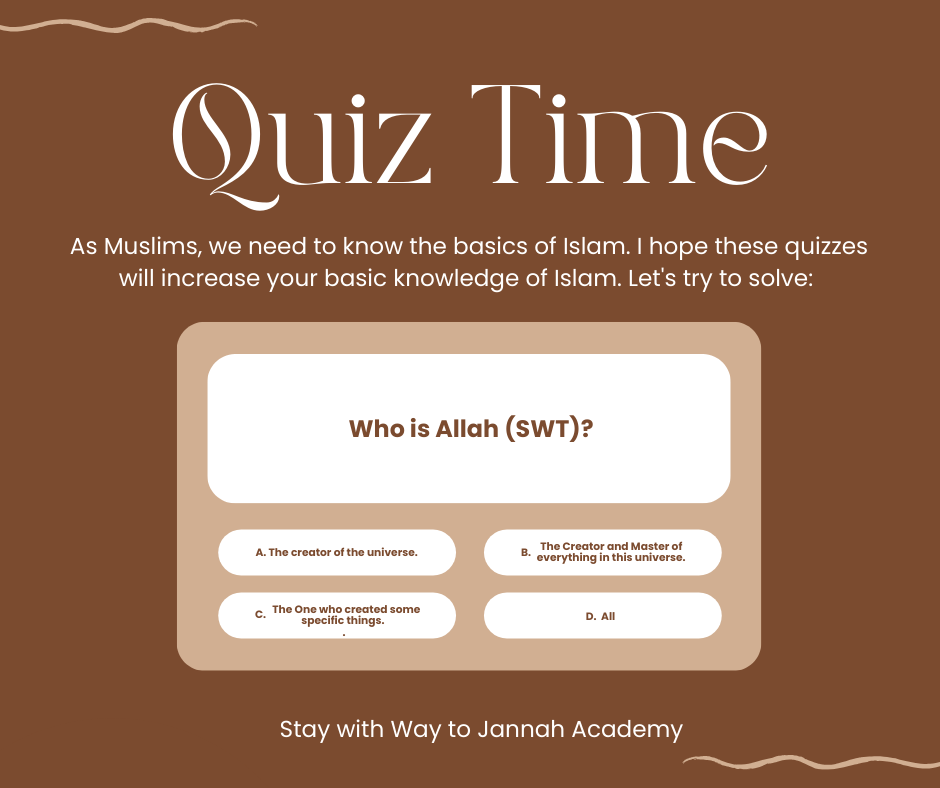 Quiz Time
As Muslims, we need to know the basics of Islam. I hope these quizzes
will increase your basic knowledge of Islam. Let's try to solve:
Who is Allah (SWT)?
A. The creator of the universe.
B. The Creator and Master of
everything in this universe.
C. The One who created some
specific things.
.
D. All
Stay with Way to Jannah Academy